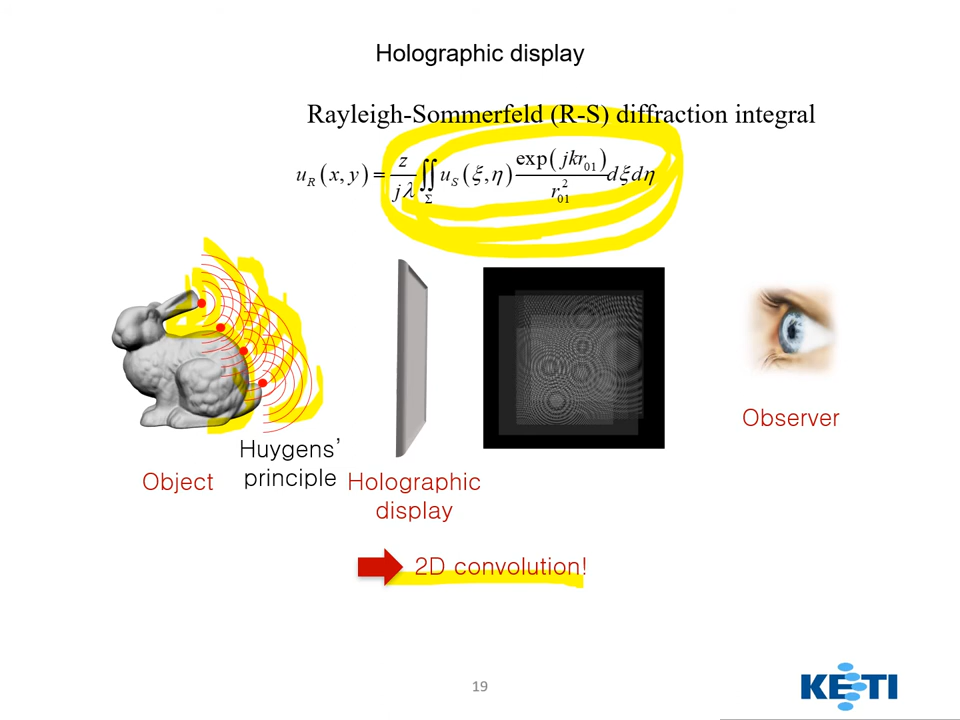 Holographic display
Rayleigh-Sommerfeld (R-S) diffraction integral
u_R(x, y) = z/jλ ∬_Σ u_S(ξ, η) exp(jkr_01)/r_01^2 dξdη
Observer
Huygens’
principle
Object
Holographic
display
2D convolution!
19
KETI